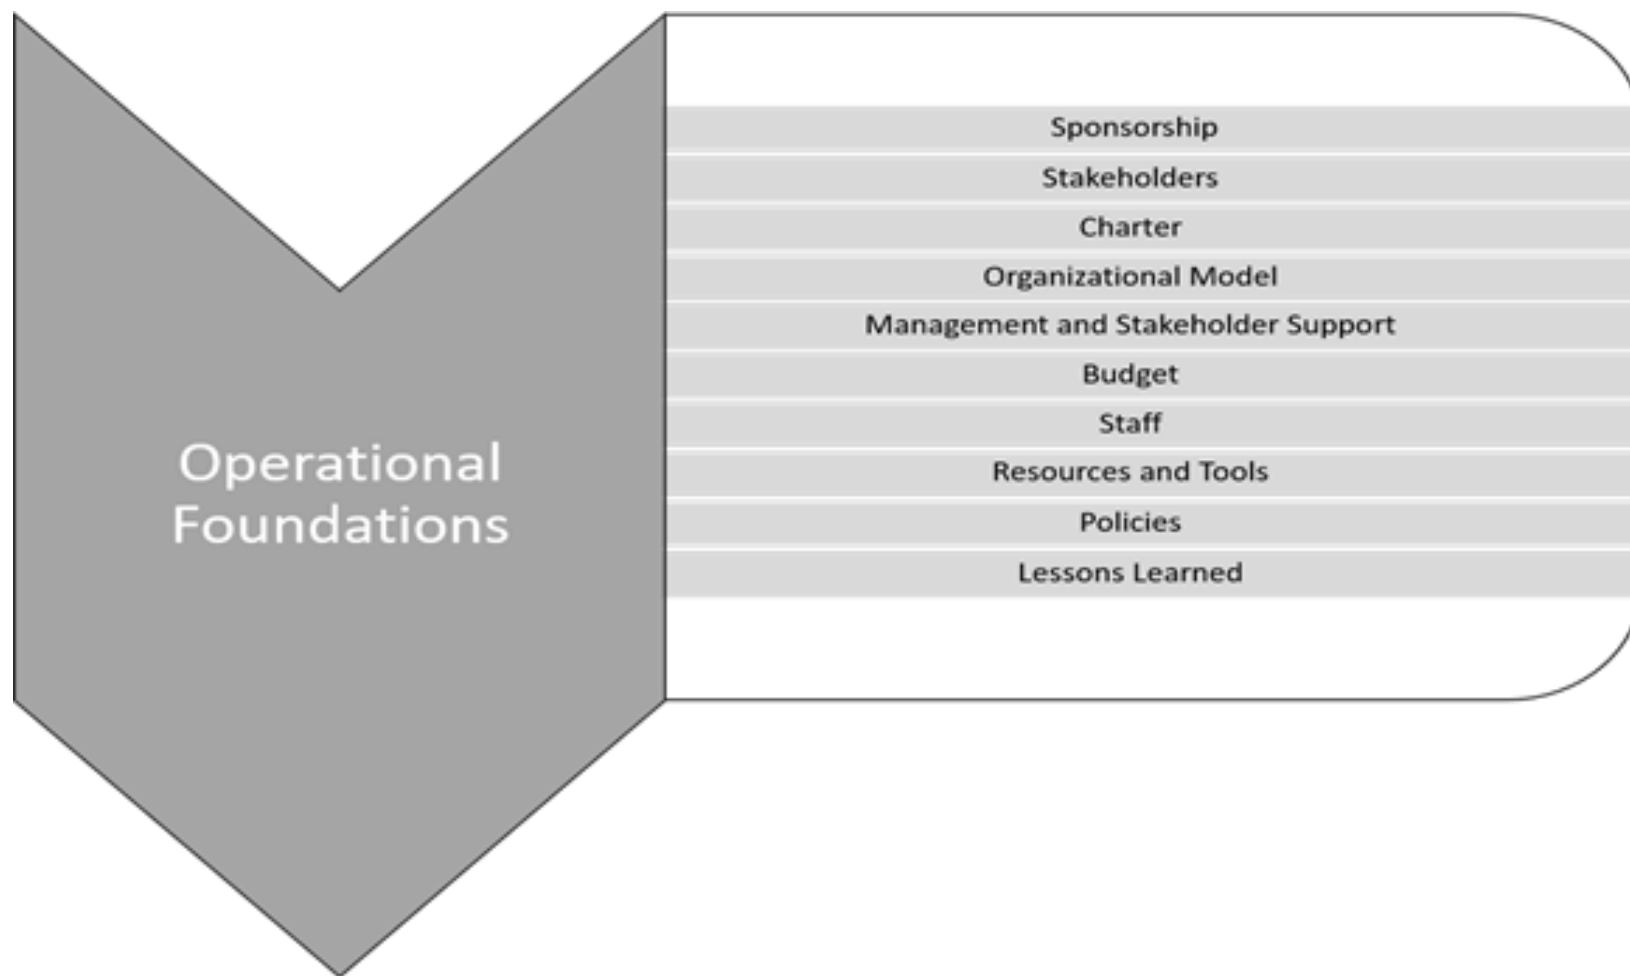 Operational
Foundations
Sponsorship
Stakeholders
Charter
Organizational Model
Management and Stakeholder Support
Budget
Staff
Resources and Tools
Policies
Lessons Learned